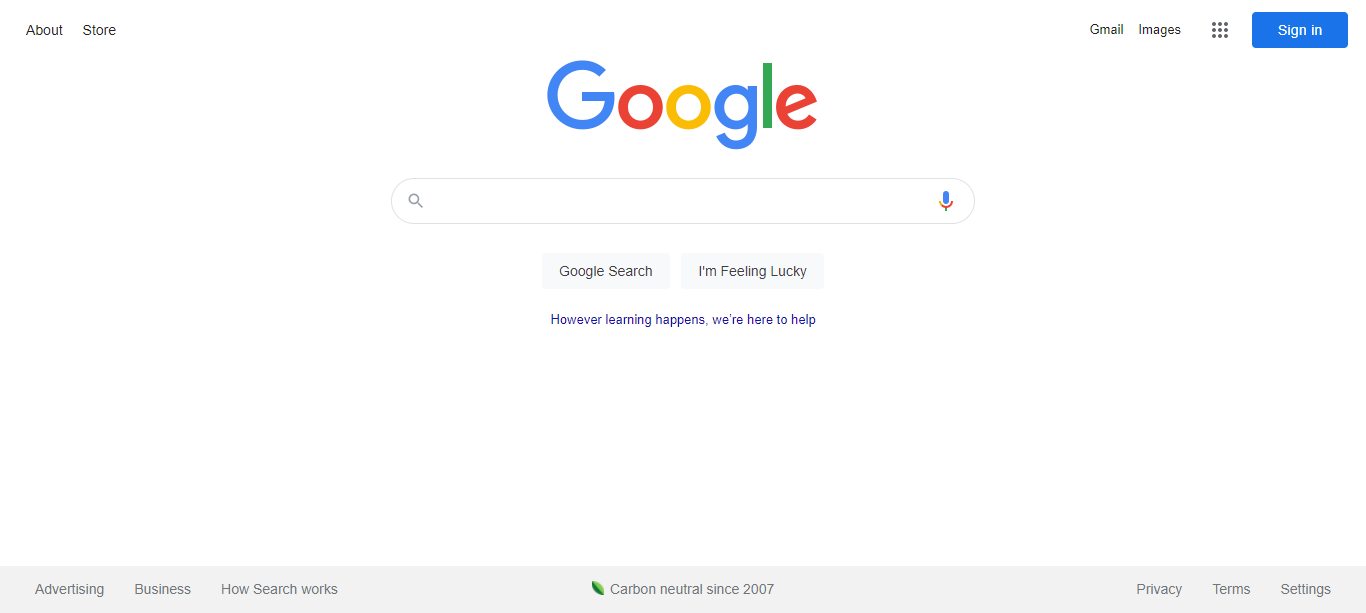 About Store Gmail Images Sign in
Google
Google Search I'm Feeling Lucky
However learning happens, we’re here to help
Advertising Business How Search works Carbon neutral since 2007 Privacy Terms Settings